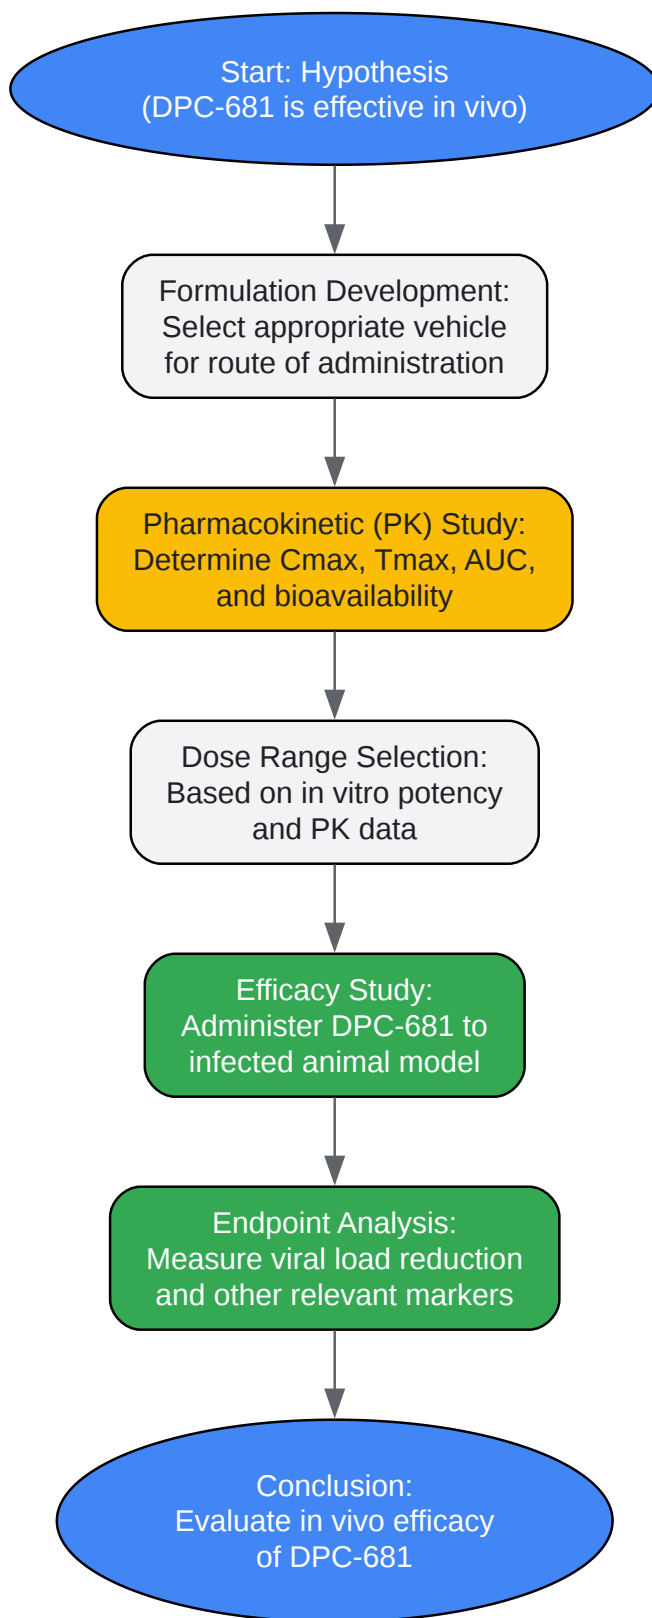 Start: Hypothesis
(DPC-681 is effective in vivo)
Formulation Development:
Select appropriate vehicle
for route of administration
Pharmacokinetic (PK) Study:
Determine Cmax, Tmax, AUC,
and bioavailability
Dose Range Selection:
Based on in vitro potency
and PK data
Efficacy Study:
Administer DPC-681 to
infected animal model
Endpoint Analysis:
Measure viral load reduction
and other relevant markers
Conclusion:
Evaluate in vivo efficacy
of DPC-681